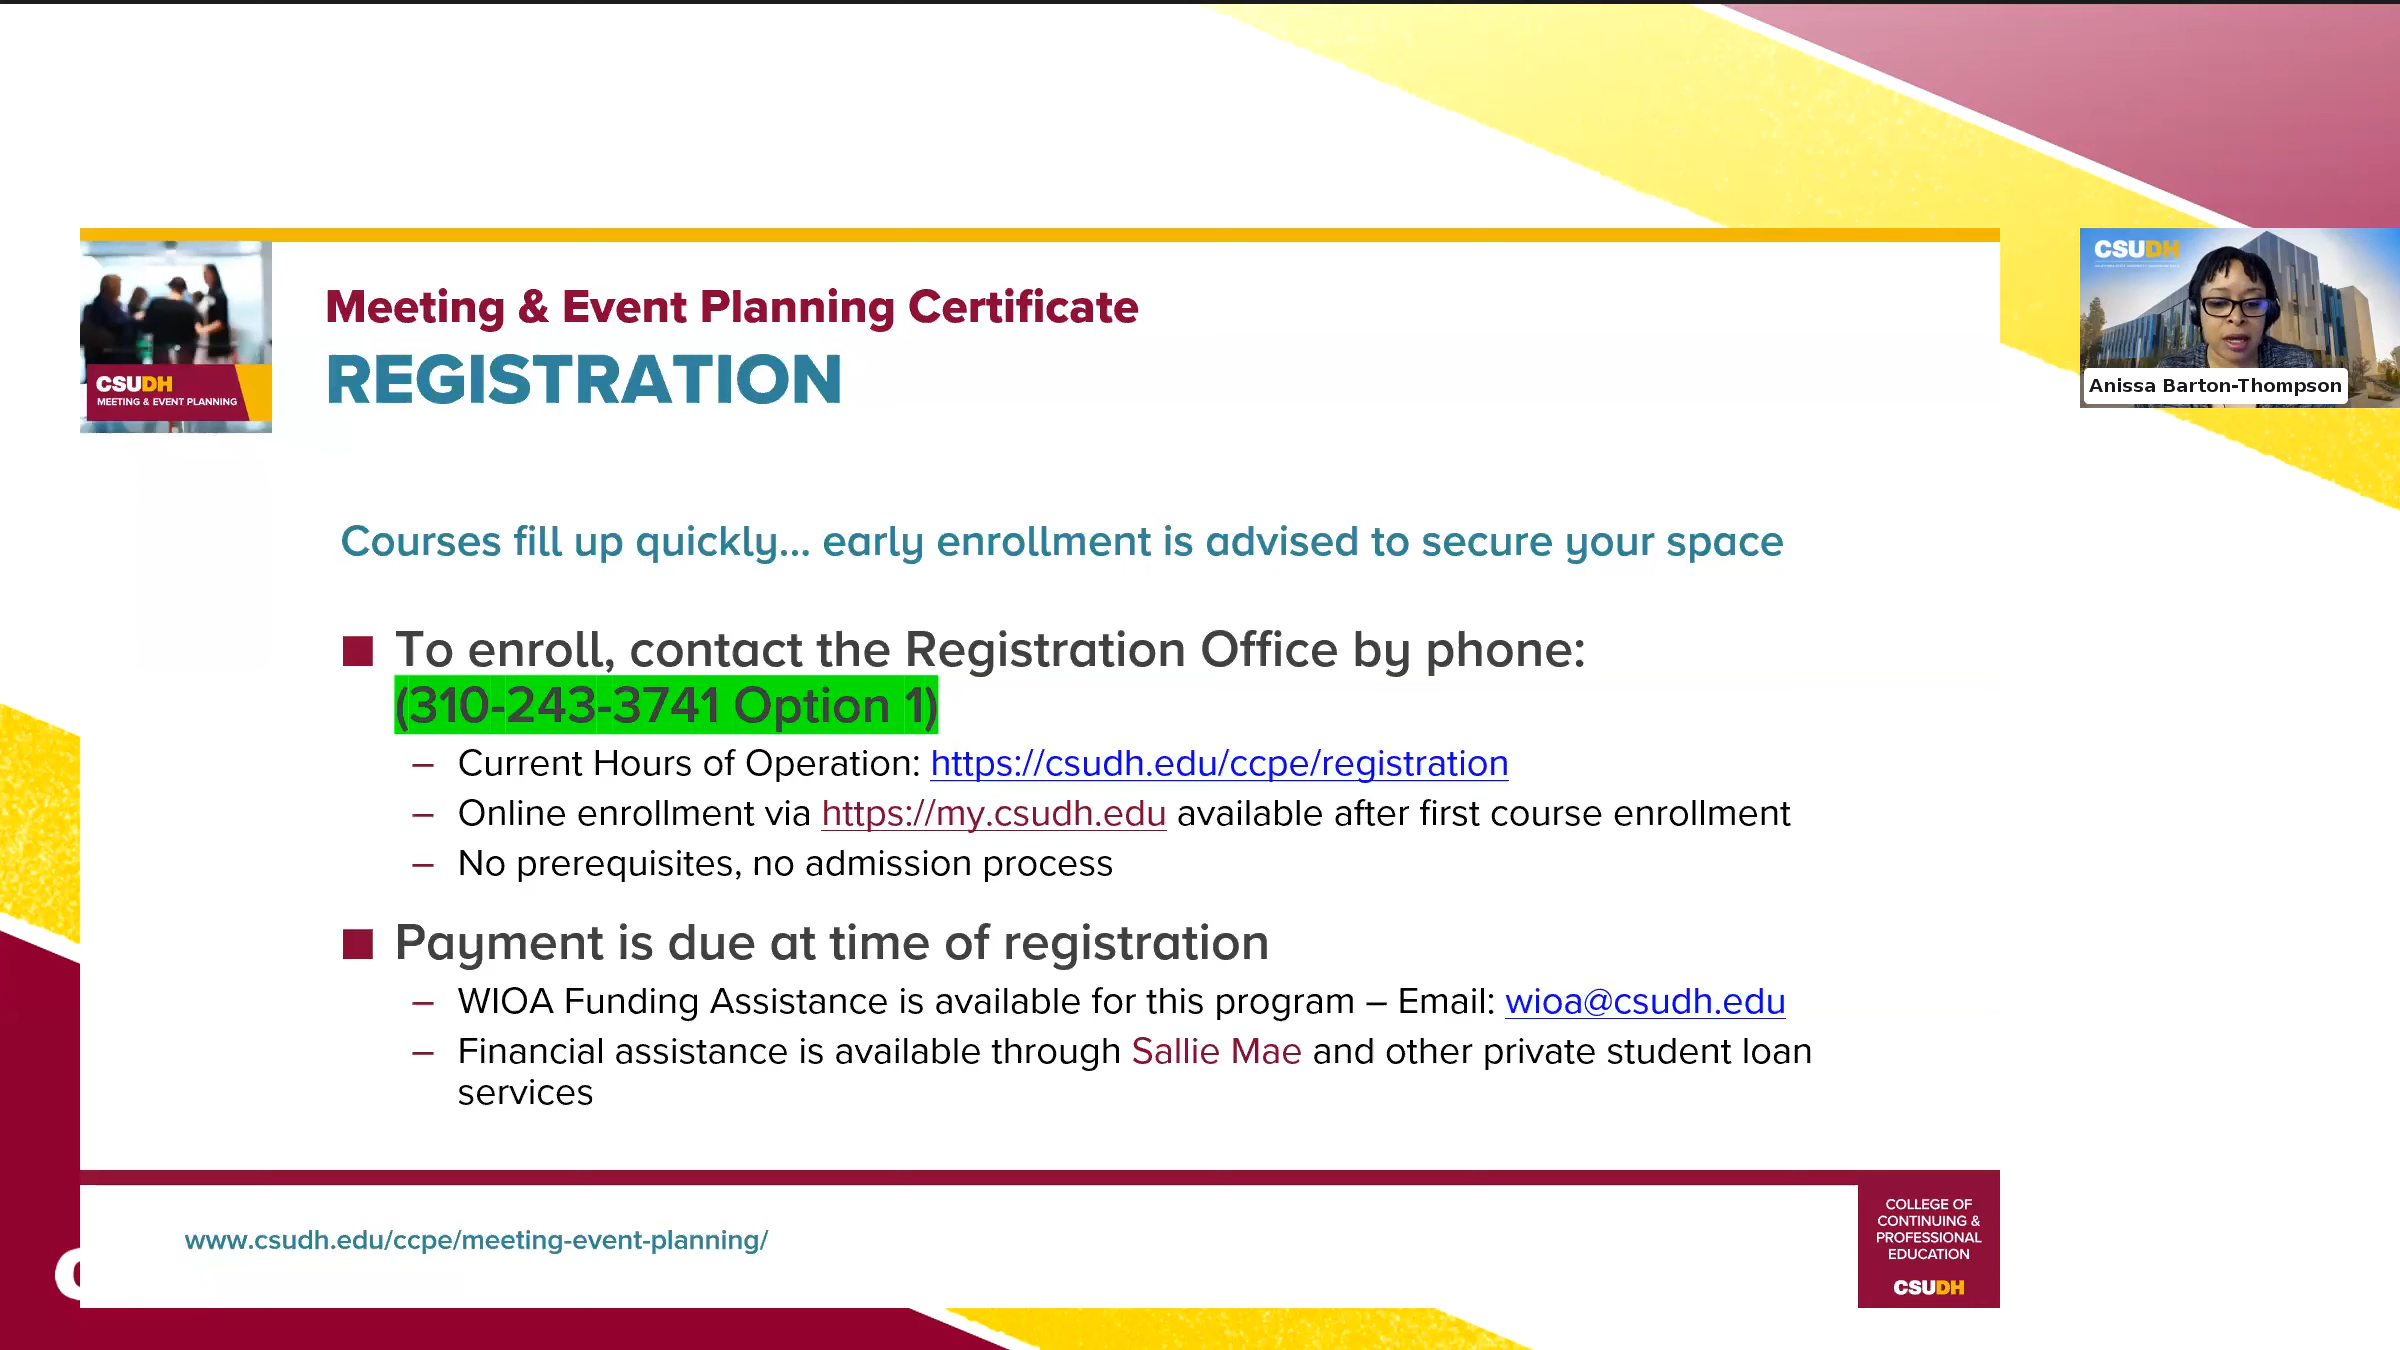 CSUDH
MEETING & EVENT PLANNING
Meeting & Event Planning Certificate
REGISTRATION
CSUDH
Anissa Barton-Thompson
Courses fill up quickly... early enrollment is advised to secure your space
To enroll, contact the Registration Office by phone:
(310-243-3741 Option 1)
– Current Hours of Operation: https://csudh.edu/ccpe/registration
– Online enrollment via https://my.csudh.edu available after first course enrollment
– No prerequisites, no admission process
Payment is due at time of registration
– WIOA Funding Assistance is available for this program – Email: wioa@csudh.edu
– Financial assistance is available through Sallie Mae and other private student loan
services
www.csudh.edu/ccpe/meeting-event-planning/
COLLEGE OF
CONTINUING &
PROFESSIONAL
EDUCATION
CSUDH